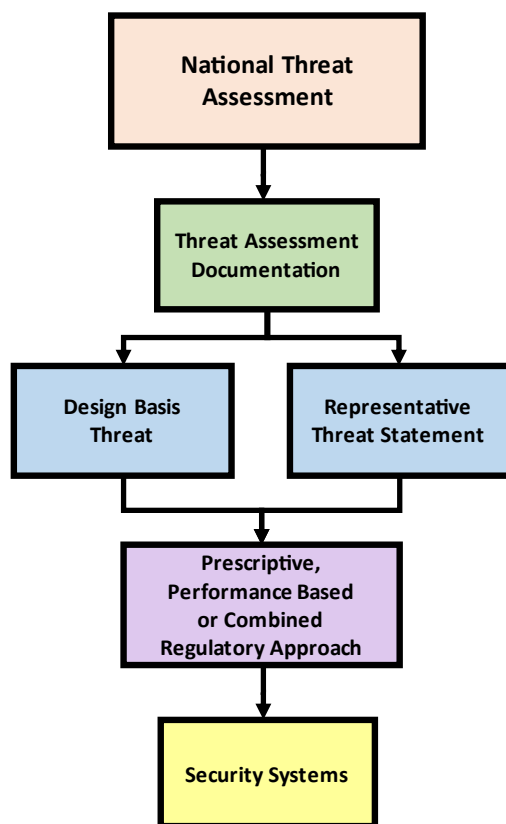 National Threat
Assessment
Threat Assessment
Documentation
Design Basis
Threat
Representative
Threat Statement
Prescriptive,
Performance Based
or Combined
Regulatory Approach
Security Systems